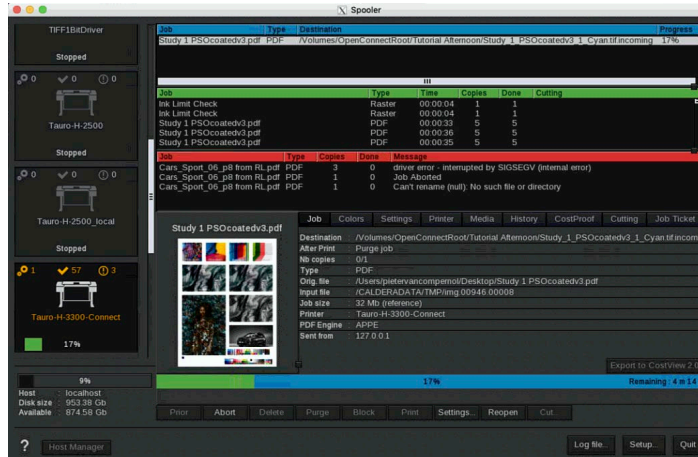 Spooler
TIFF1BitDriver
Stopped
0 0 0
Tauro-H-2500
Stopped
0 0 0
Tauro-H-2500_local
Stopped
1 57 3
Tauro-H-3300-Connect
17%
9%
Host : localhost
Disk size : 953.38 Gb
Available : 874.58 Gb
? Host Manager
Job Type Destination Progress
Study 1 PSOcoatedv3.pdf PDF /Volumes/OpenConnectRoot/Tutorial Afternoon/Study_1_PSOcoatedv3_1_Cyan.tif.incoming 17%
Job Type Time Copies Done Cutting
Ink Limit Check Raster 00:00:04 1 1
Ink Limit Check Raster 00:00:04 1 1
Study 1 PSOcoatedv3.pdf PDF 00:00:33 5 5
Study 1 PSOcoatedv3.pdf PDF 00:00:36 5 5
Study 1 PSOcoatedv3.pdf PDF 00:00:35 5 5
Job Type Copies Done Message
Cars_Sport_06_p8 from RL.pdf PDF 3 0 driver error - interrupted by SIGSEGV (internal error)
Cars_Sport_06_p8 from RL.pdf PDF 1 0 Job Aborted
Cars_Sport_06_p8 from RL.pdf PDF 1 0 Can't rename (null): No such file or directory
Study 1 PSOcoatedv3.pdf
Job Colors Settings Printer Media History CostProof Cutting Job Ticket
Destination : /Volumes/OpenConnectRoot/Tutorial Afternoon/Study_1_PSOcoatedv3_1_Cyan.tif.incom
After Print : Purge job
Nb copies : 0/1
Type : PDF
Orig. file : /Users/pietervancompernol/Desktop/Study 1 PSOcoatedv3.pdf
Input file : /CALDERADATA/TMP/img.00946.00008
Job size : 32 Mb (reference)
Printer : Tauro-H-3300-Connect
PDF Engine : APPE
Sent from : 127.0.0.1
Export to CostView 2.0
17% Remaining : 4 m 14
Prior Abort Delete Purge Block Print Settings... Reopen Cut...
Log file... Setup... Quit